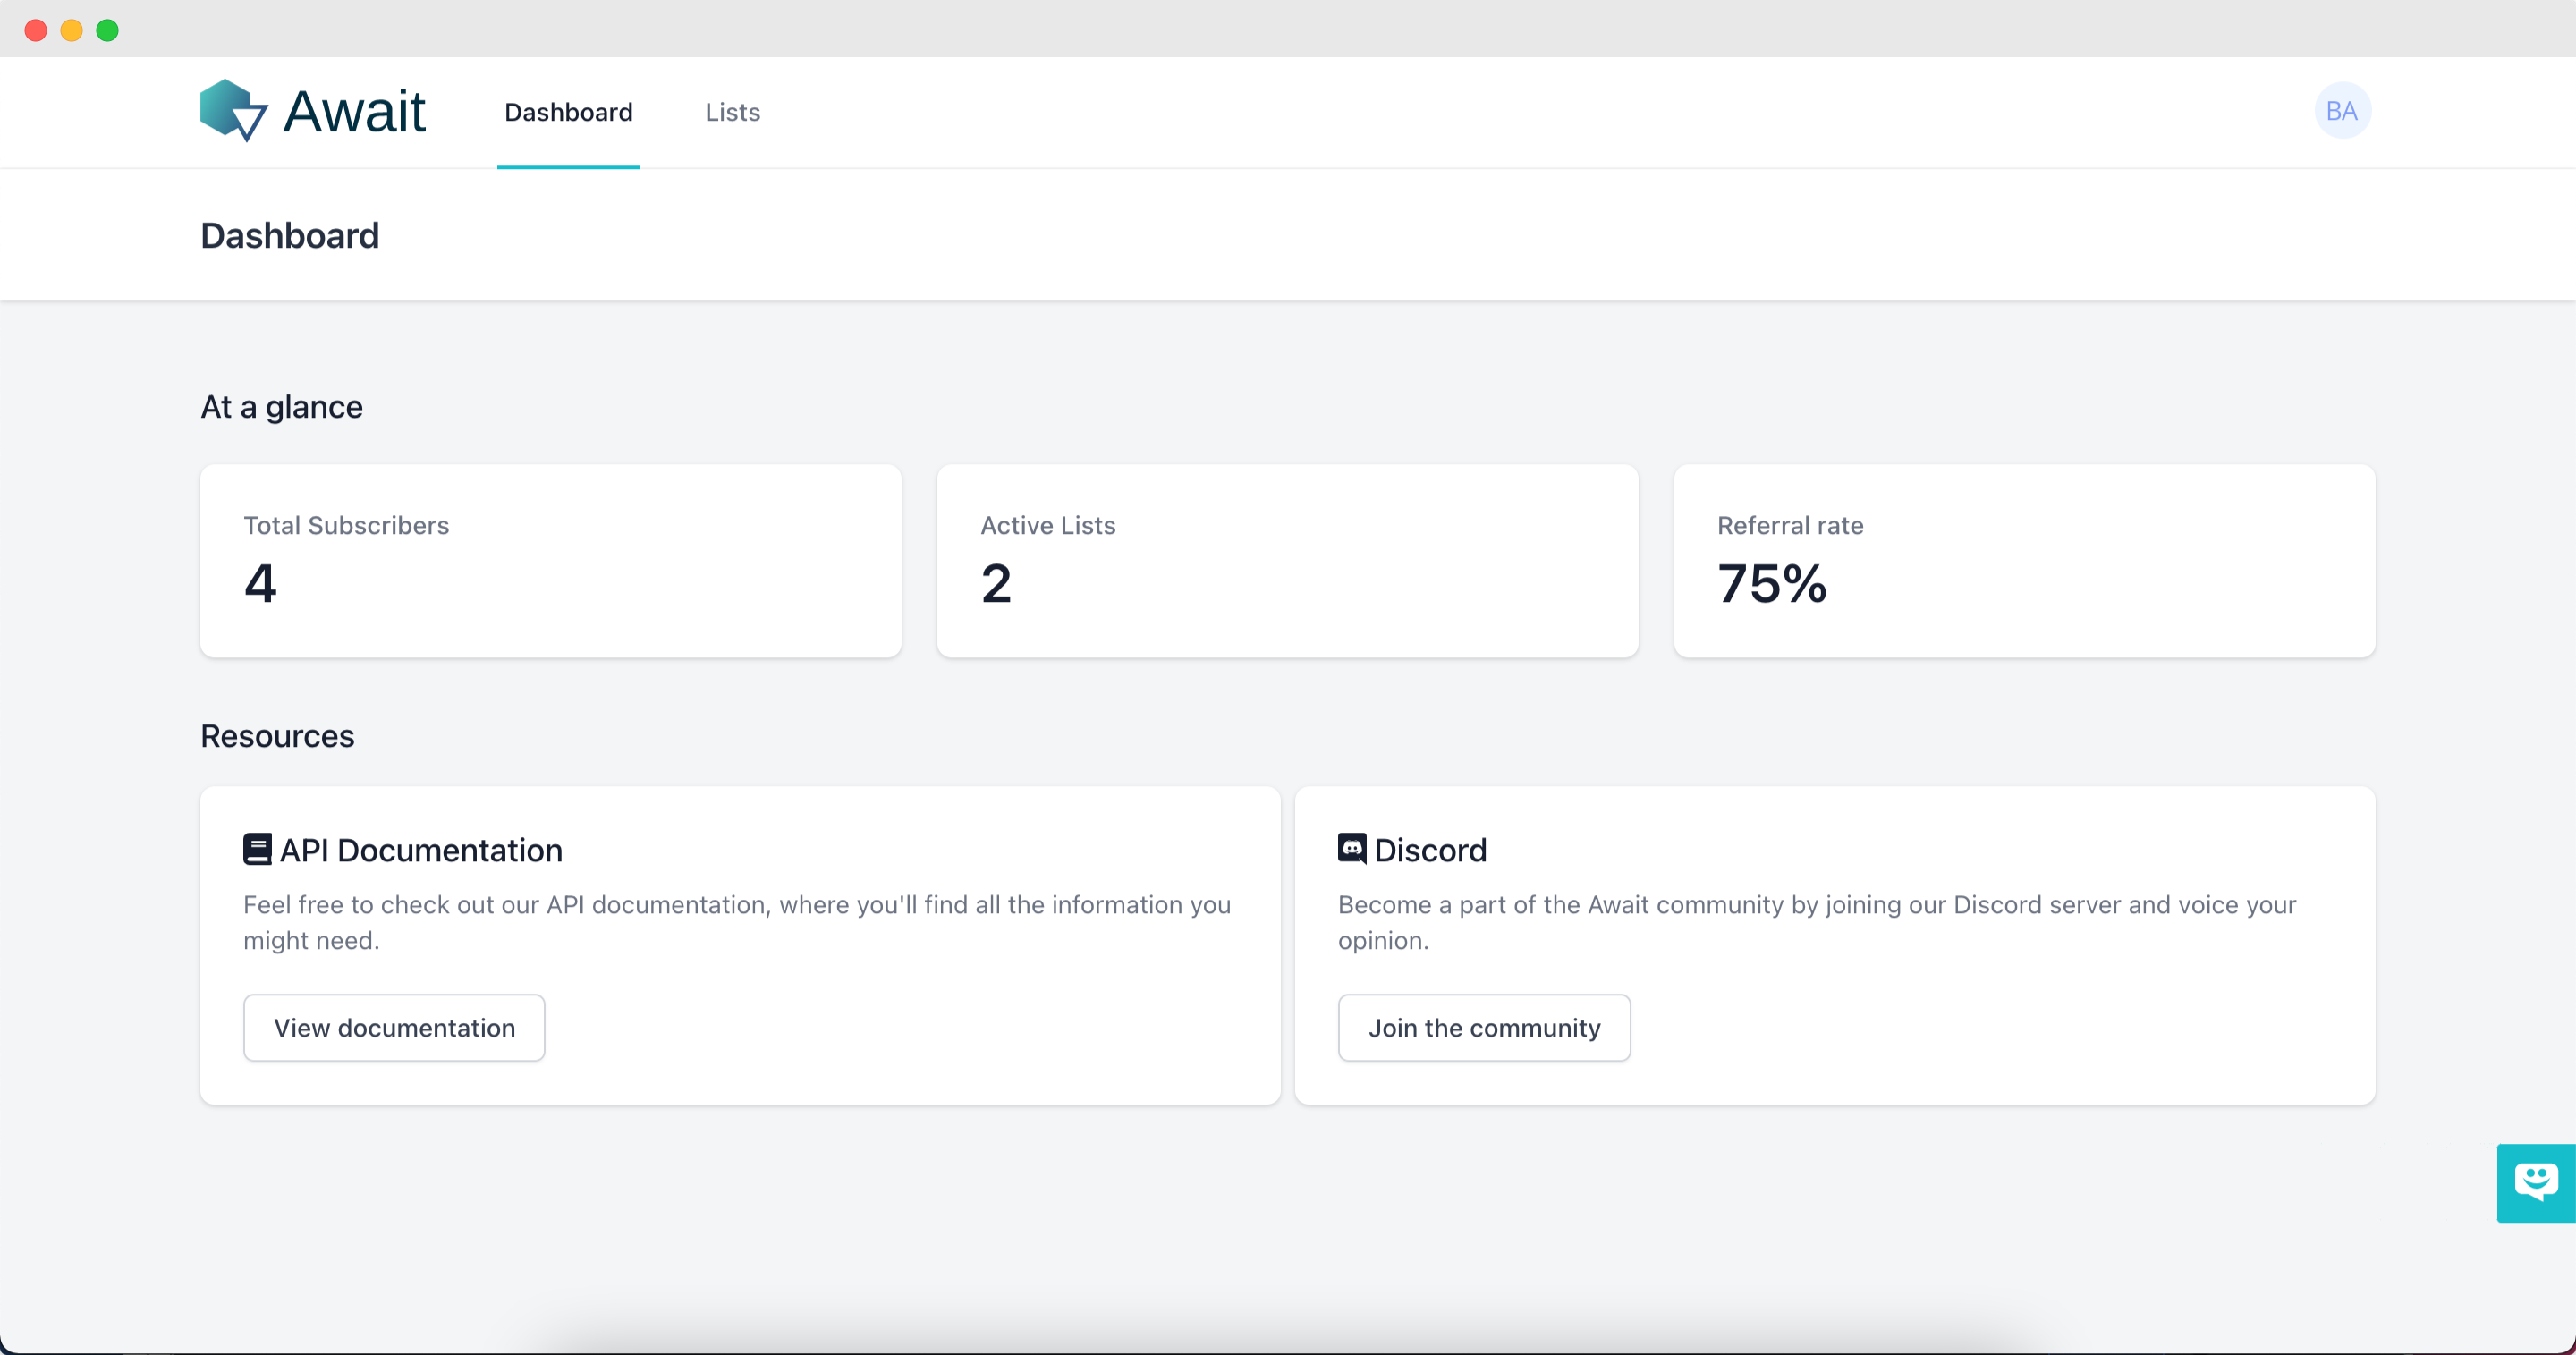 Await
Dashboard
Lists
BA
Dashboard
At a glance
Total Subscribers
4
Active Lists
2
Referral rate
75%
Resources
API Documentation
Feel free to check out our API documentation, where you'll find all the information you
might need.
View documentation
Discord
Become a part of the Await community by joining our Discord server and voice your
opinion.
Join the community